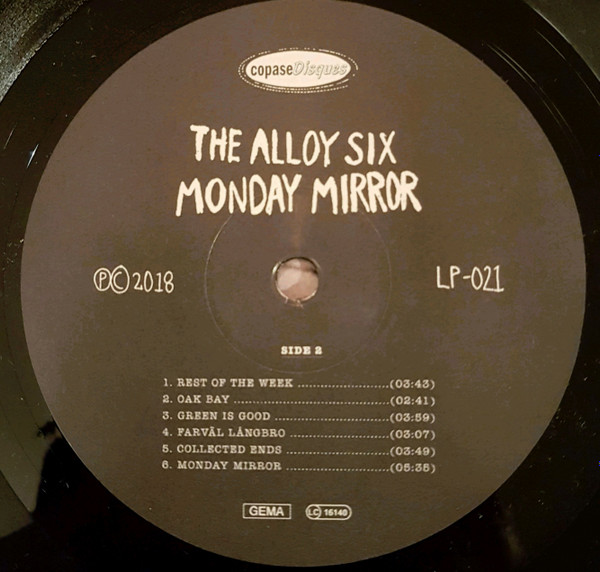 copaseDisques
THE ALLOY SIX
MONDAY MIRROR
Ⓟ© 2018
LP-021
SIDE 2
1. REST OF THE WEEK ........................(03:43)
2. OAK BAY ........................................(02:41)
3. GREEN IS GOOD ..............................(03:59)
4. FARVÄL LÅNGBRO ..........................(03:07)
5. COLLECTED ENDS ...........................(03:49)
6. MONDAY MIRROR ...........................(05:35)
GEMA
LC 16140